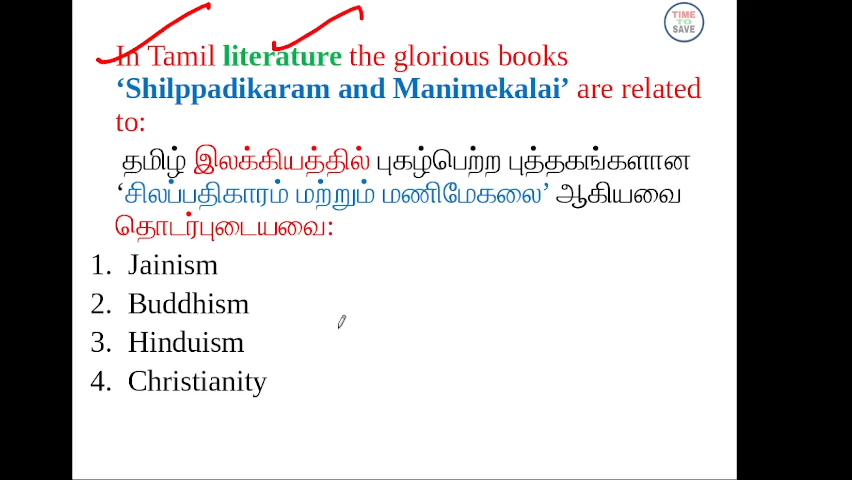 TIME
TO
SAVE
In Tamil literature the glorious books
‘Shilppadikaram and Manimekalai’ are related
to:
தமிழ் இலக்கியத்தில் புகழ்பெற்ற புத்தகங்களான
‘சிலப்பதிகாரம் மற்றும் மணிமேகலை’ ஆகியவை
தொடர்புடையவை:
1. Jainism
2. Buddhism
3. Hinduism
4. Christianity